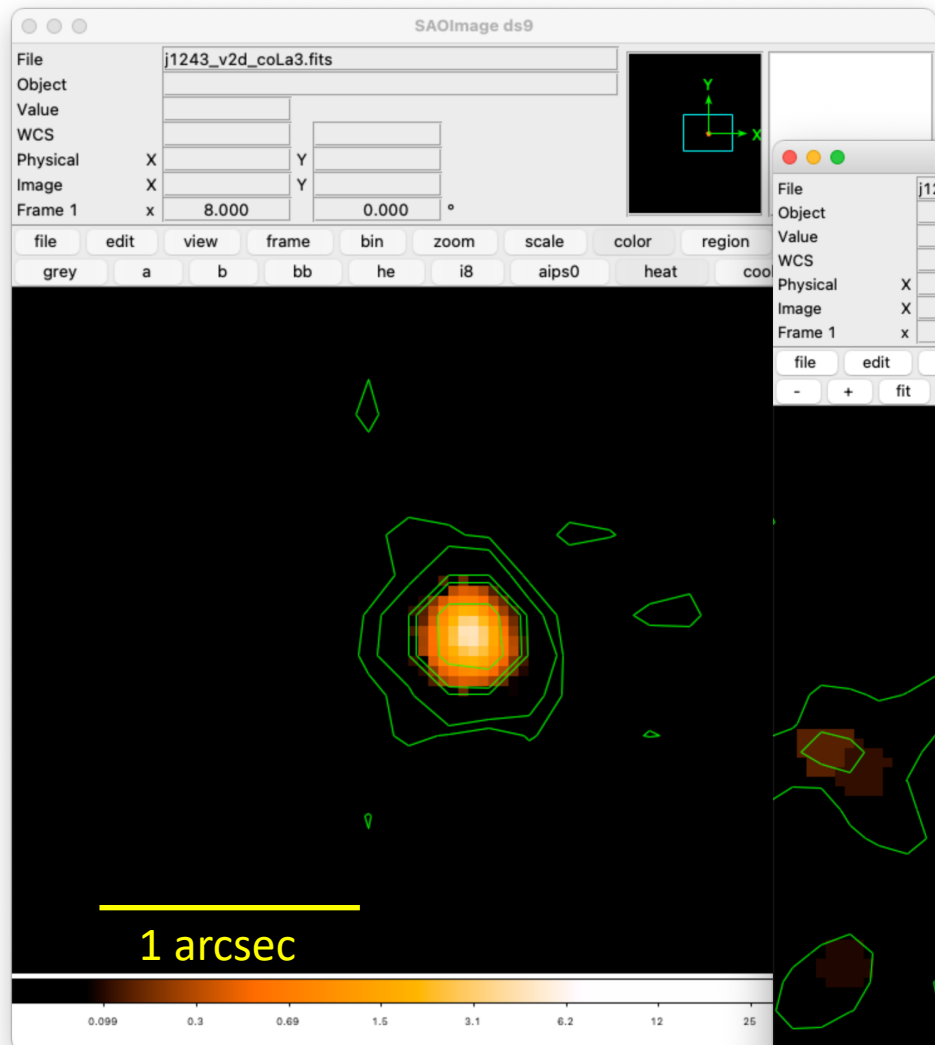 SAOImage ds9
File j1243_v2d_coLa3.fits
Object
Value
WCS
Physical X Y
Image X Y
Frame 1 x 8.000 0.000 °
Y
X
file edit view frame bin zoom scale color region
grey a b bb he i8 aips0 heat cool
File j12
Object
Value
WCS
Physical X
Image X
Frame 1 x
file edit
- + fit
1 arcsec
0.099 0.3 0.69 1.5 3.1 6.2 12 25